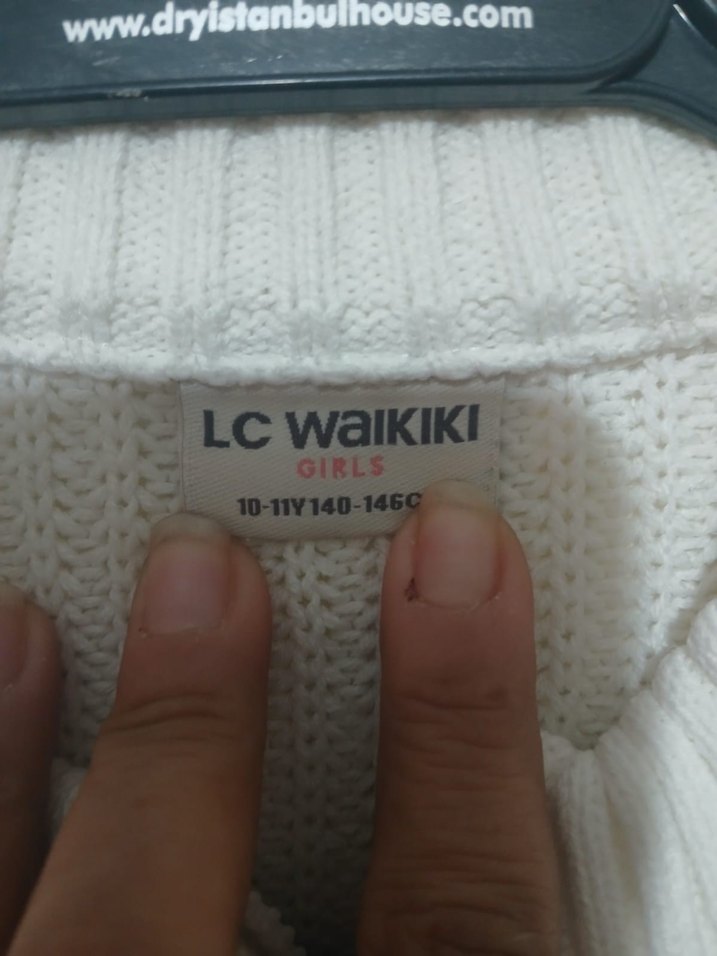 www.dryistanbulhouse.com
LC WaIKIKI
GIRLS
10-11Y 140-146C